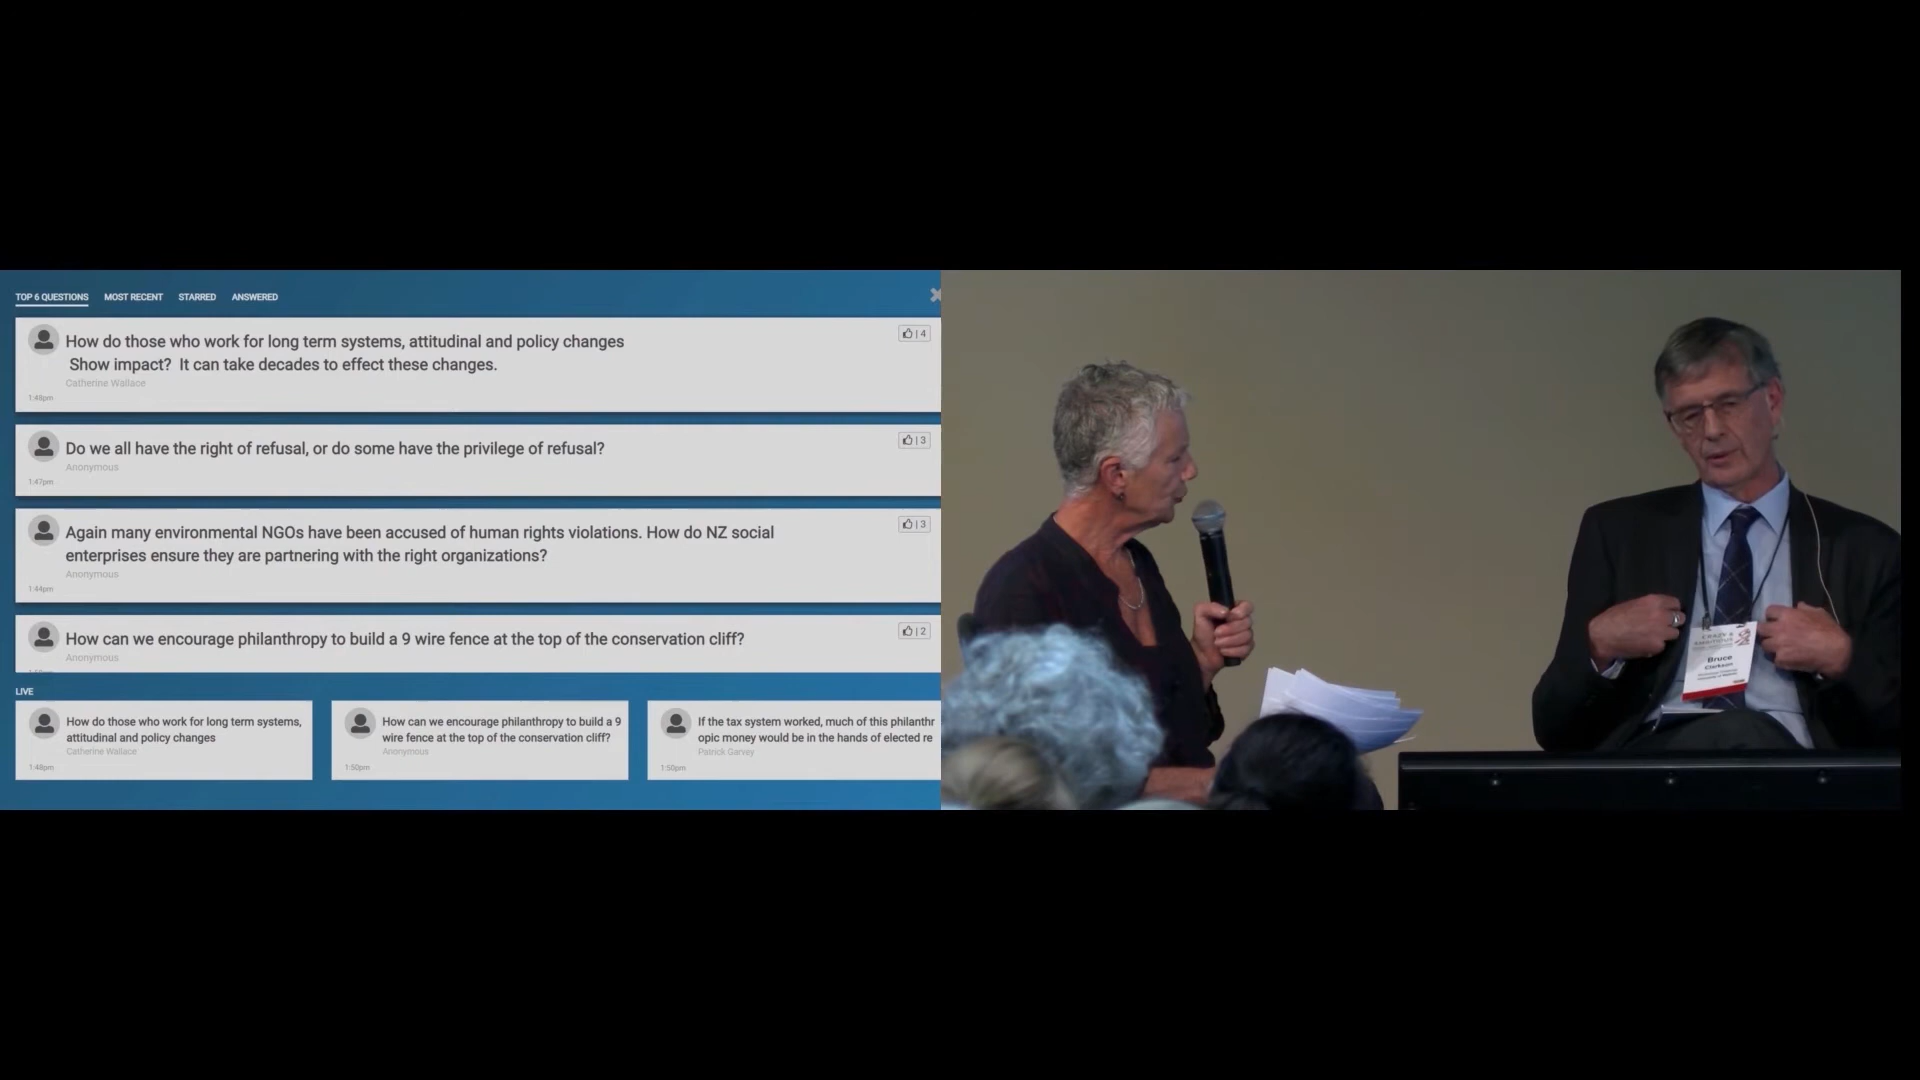 TOP 6 QUESTIONS MOST RECENT STARRED ANSWERED
How do those who work for long term systems, attitudinal and policy changes
Show impact? It can take decades to effect these changes.
Catherine Wallace
1:48pm
4
Do we all have the right of refusal, or do some have the privilege of refusal?
Anonymous
1:47pm
3
Again many environmental NGOs have been accused of human rights violations. How do NZ social
enterprises ensure they are partnering with the right organizations?
Anonymous
1:44pm
3
How can we encourage philanthropy to build a 9 wire fence at the top of the conservation cliff?
Anonymous
2
LIVE
How do those who work for long term systems,
attitudinal and policy changes
Catherine Wallace
1:48pm
How can we encourage philanthropy to build a 9
wire fence at the top of the conservation cliff?
Anonymous
1:50pm
If the tax system worked, much of this philanthr
opic money would be in the hands of elected re
Patrick Garvey
1:50pm
CRAZY &
AMBITIOUS
Bruce
Clarkson